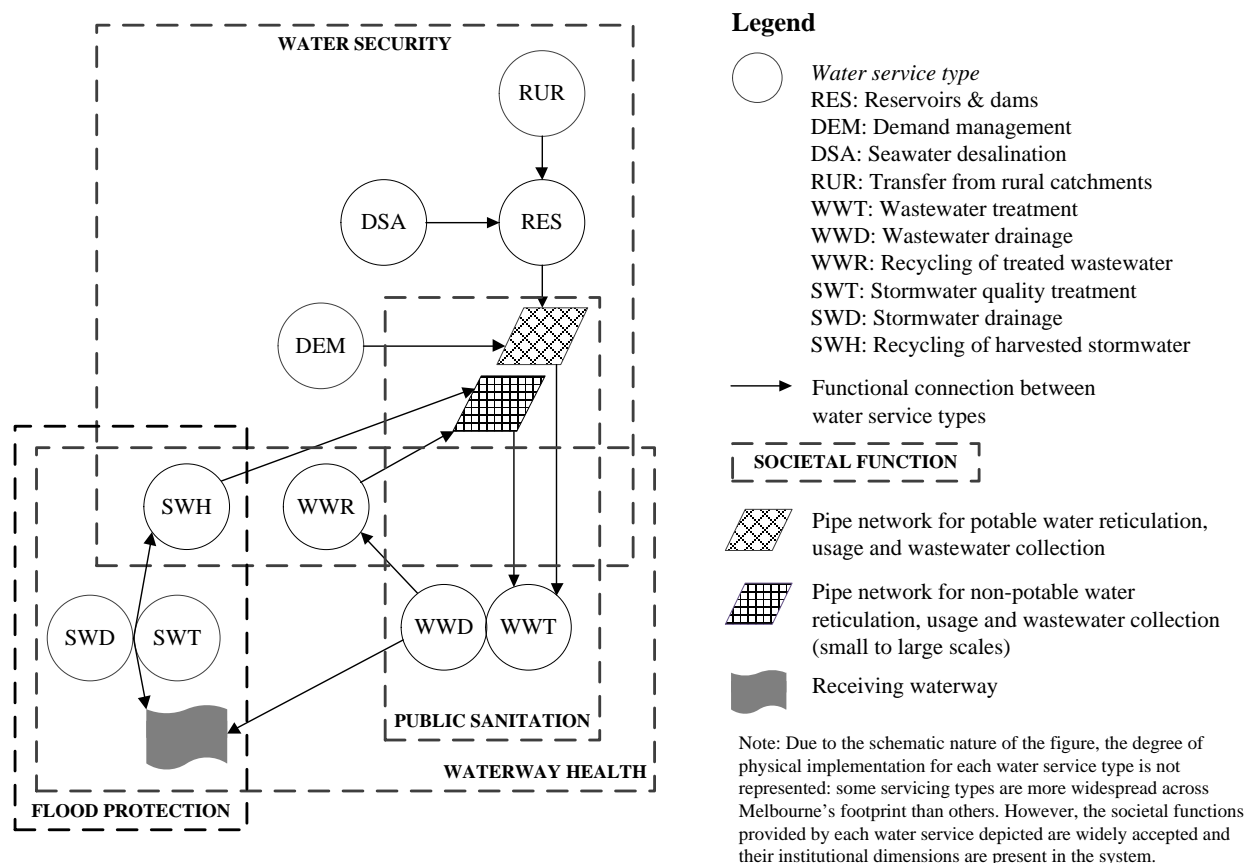 WATER SECURITY
RUR
DSA
RES
DEM
SWH
WWR
SWD
SWT
WWD
WWT
PUBLIC SANITATION
WATERWAY HEALTH
FLOOD PROTECTION
Legend
Water service type
RES: Reservoirs & dams
DEM: Demand management
DSA: Seawater desalination
RUR: Transfer from rural catchments
WWT: Wastewater treatment
WWD: Wastewater drainage
WWR: Recycling of treated wastewater
SWT: Stormwater quality treatment
SWD: Stormwater drainage
SWH: Recycling of harvested stormwater
Functional connection between
water service types
SOCIETAL FUNCTION
Pipe network for potable water reticulation,
usage and wastewater collection
Pipe network for non-potable water
reticulation, usage and wastewater collection
(small to large scales)
Receiving waterway
Note: Due to the schematic nature of the figure, the degree of
physical implementation for each water service type is not
represented: some servicing types are more widespread across
Melbourne's footprint than others. However, the societal functions
provided by each water service depicted are widely accepted and
their institutional dimensions are present in the system.